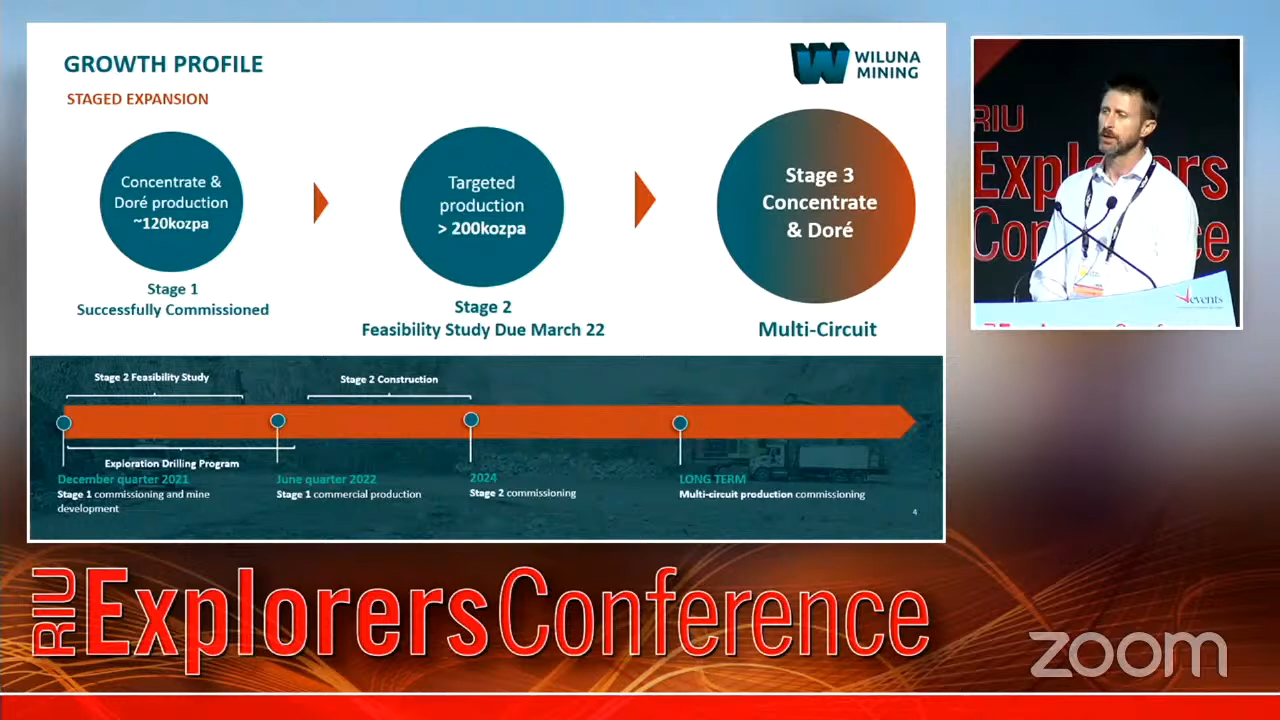 GROWTH PROFILE
STAGED EXPANSION
WILUNA
MINING
Concentrate &
Doré production
~120kozpa
Stage 1
Successfully Commissioned
Targeted
production
> 200kozpa
Stage 2
Feasibility Study Due March 22
Stage 3
Concentrate
& Doré
Multi-Circuit
Stage 2 Feasibility Study
Stage 2 Construction
Exploration Drilling Program
December quarter 2021
Stage 1 commissioning and mine
development
June quarter 2022
Stage 1 commercial production
2024
Stage 2 commissioning
LONG TERM
Multi-circuit production commissioning
4
RIU
Explorers
events
RIU ExplorersConference
zoom